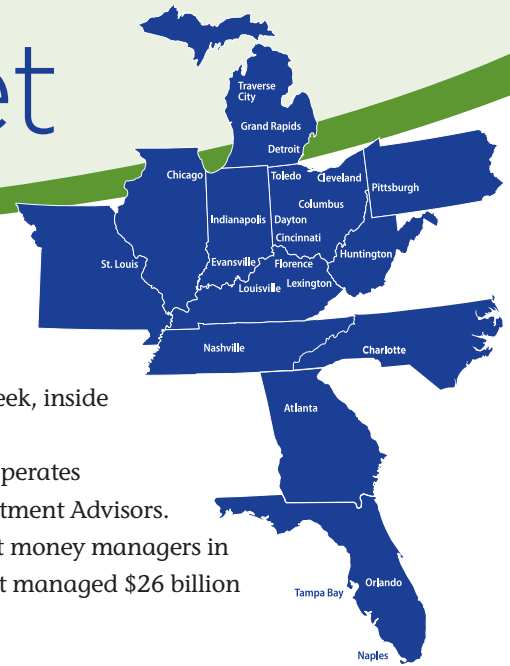 et
Traverse
City
Grand Rapids
Detroit
Chicago
Toledo
Cleveland
Pittsburgh
Columbus
Indianapolis
Dayton
Cincinnati
St. Louis
Evansville
Florence
Huntington
Louisville
Lexington
Nashville
Charlotte
Atlanta
Tampa Bay
Orlando
Naples
eek, inside
perates
tment Advisors.
t money managers in
t managed $26 billion